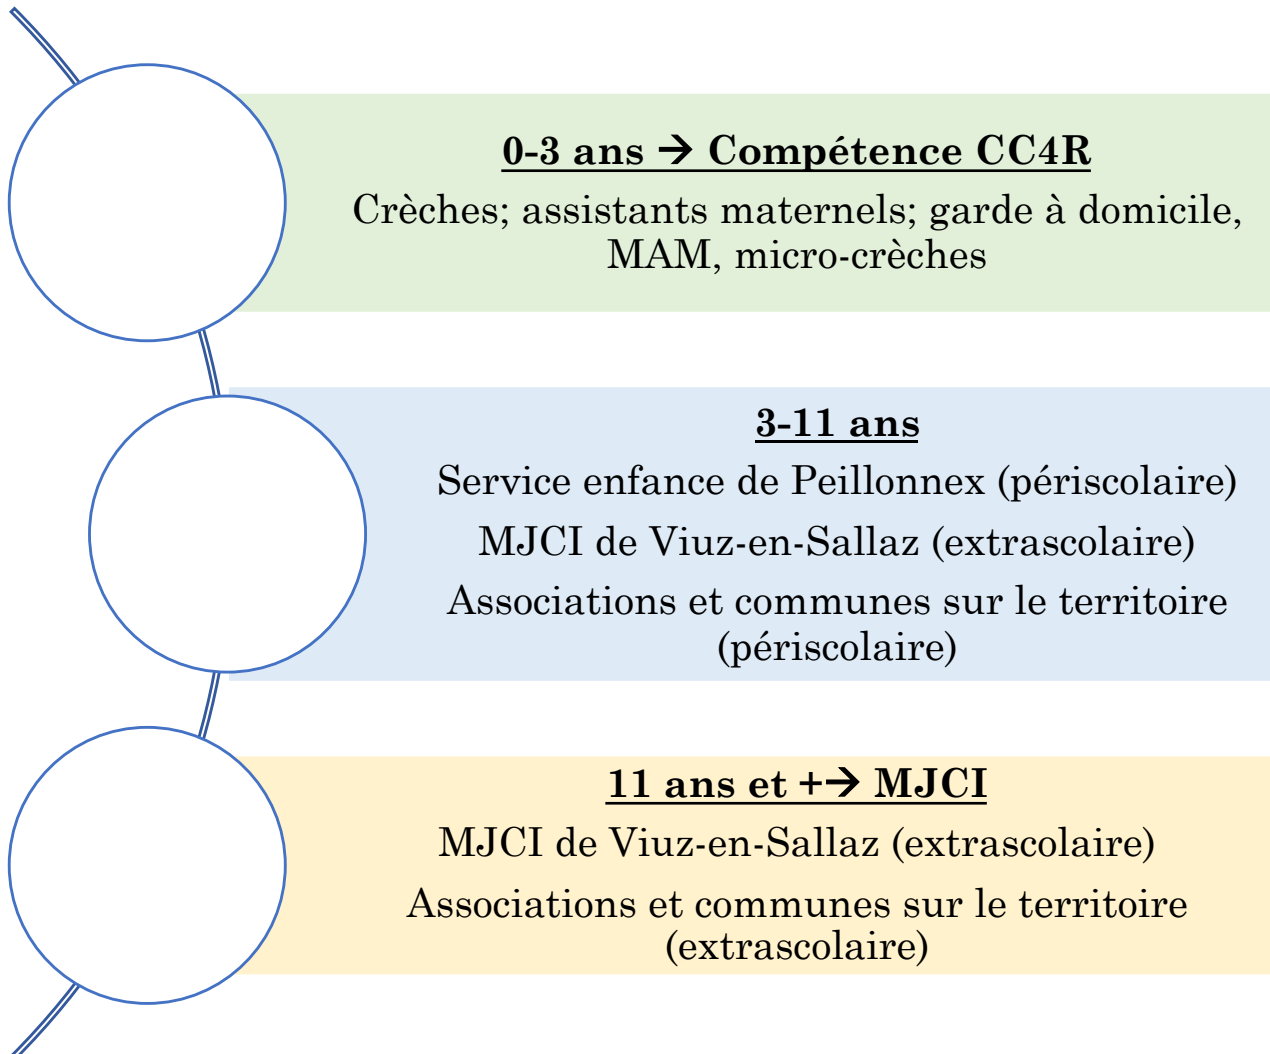 0-3 ans → Compétence CC4R
Crèches; assistants maternels; garde à domicile,
MAM, micro-crèches
3-11 ans
Service enfance de Peillonnex (périscolaire)
MJCI de Viuz-en-Sallaz (extrascolaire)
Associations et communes sur le territoire
(périscolaire)
11 ans et +→ MJCI
MJCI de Viuz-en-Sallaz (extrascolaire)
Associations et communes sur le territoire
(extrascolaire)